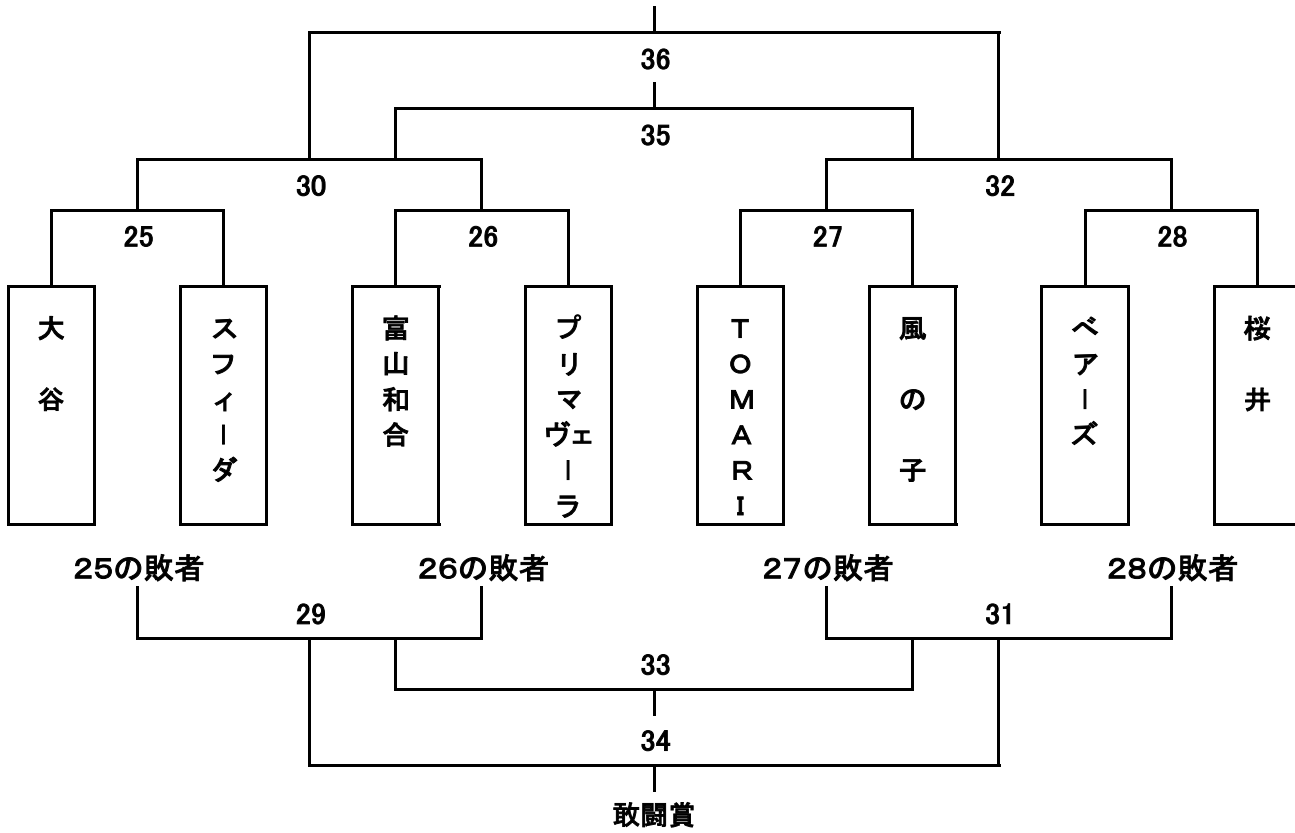 36
35
30
32
25
26
27
28
大谷
スフィーダ
富山和合
プリマヴェーラ
TOMARI
風の子
ベアーズ
桜井
25の敗者
26の敗者
27の敗者
28の敗者
29
31
33
34
敢闘賞